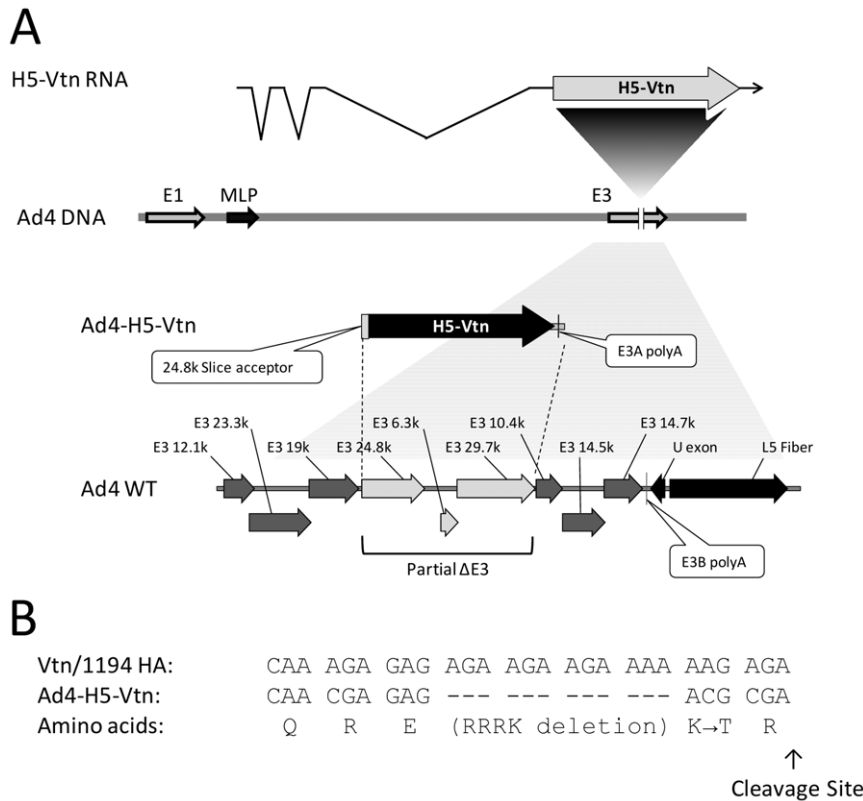 A
H5-Vtn RNA
H5-Vtn
E1
MLP
E3
Ad4 DNA
Ad4-H5-Vtn
H5-Vtn
24.8k Slice acceptor
E3A polyA
E3 23.3k
E3 6.3k
E3 10.4k
E3 14.7k
E3 12.1k
E3 19k
E3 24.8k
E3 29.7k
E3 14.5k
U exon
L5 Fiber
Ad4 WT
Partial ΔE3
E3B polyA
B
Vtn/1194 HA: CAA AGA GAG AGA AGA AGA AAA AAG AGA
Ad4-H5-Vtn: CAA CGA GAG --- --- --- --- ACG CGA
Amino acids: Q R E (RRRK deletion) K→T R
↑
Cleavage Site